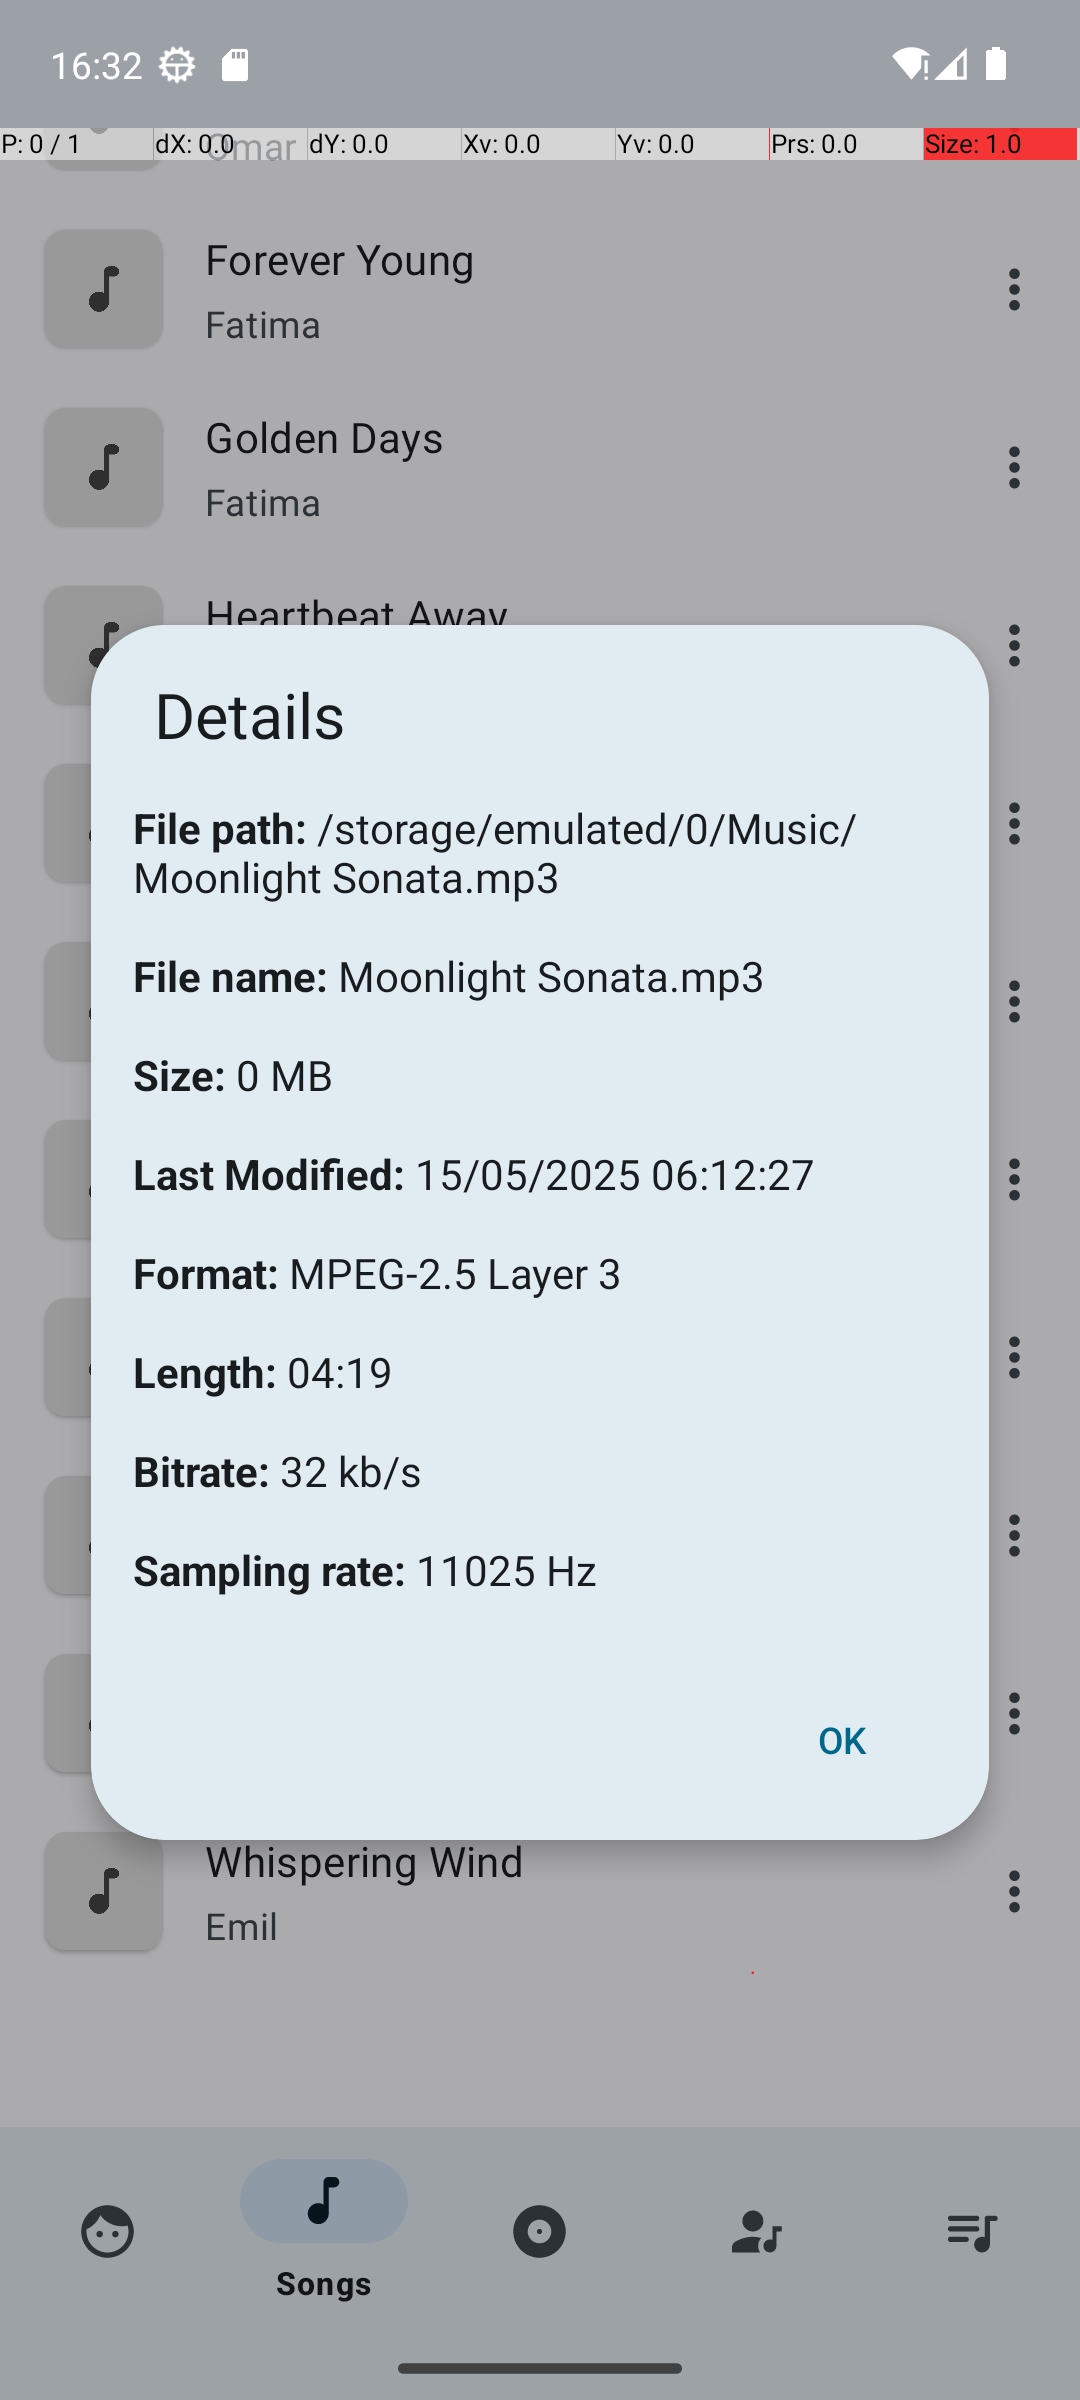 16:32
P: 0 / 1 dX: 0.0 dY: 0.0 Xv: 0.0 Yv: 0.0 Prs: 0.0 Size: 1.0
Omar
Forever Young
Fatima
Golden Days
Fatima
Heartbeat Away
Details
File path: /storage/emulated/0/Music/
Moonlight Sonata.mp3
File name: Moonlight Sonata.mp3
Size: 0 MB
Last Modified: 15/05/2025 06:12:27
Format: MPEG-2.5 Layer 3
Length: 04:19
Bitrate: 32 kb/s
Sampling rate: 11025 Hz
OK
Whispering Wind
Emil
Songs